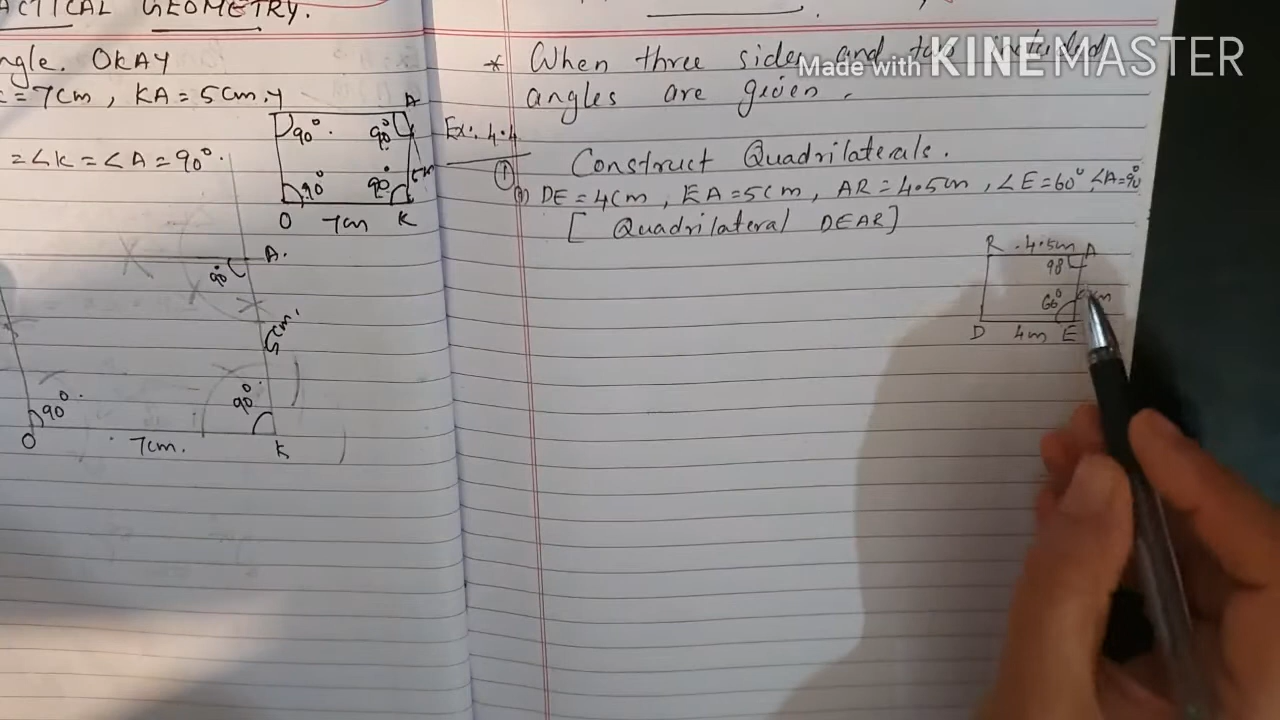 ACTICAL GEOMETRY.
ngle. OKAY
= 7cm, KA = 5cm. Y A
90° 90°
= ∠K = ∠A = 90°.
90° 90° 5cm
O 7cm K
90° A.
5cm.
90° 90°
O 7cm. K
Made with KINEMASTER
* When three sides and two included
angles are given.
Ex: 4.4
① Construct Quadrilaterals.
DE = 4cm, EA = 5cm, AR = 4.5cm, ∠E = 60° ∠A = 90
[ Quadrilateral DEAR]
R 4.5cm A
60°
D 4cm E